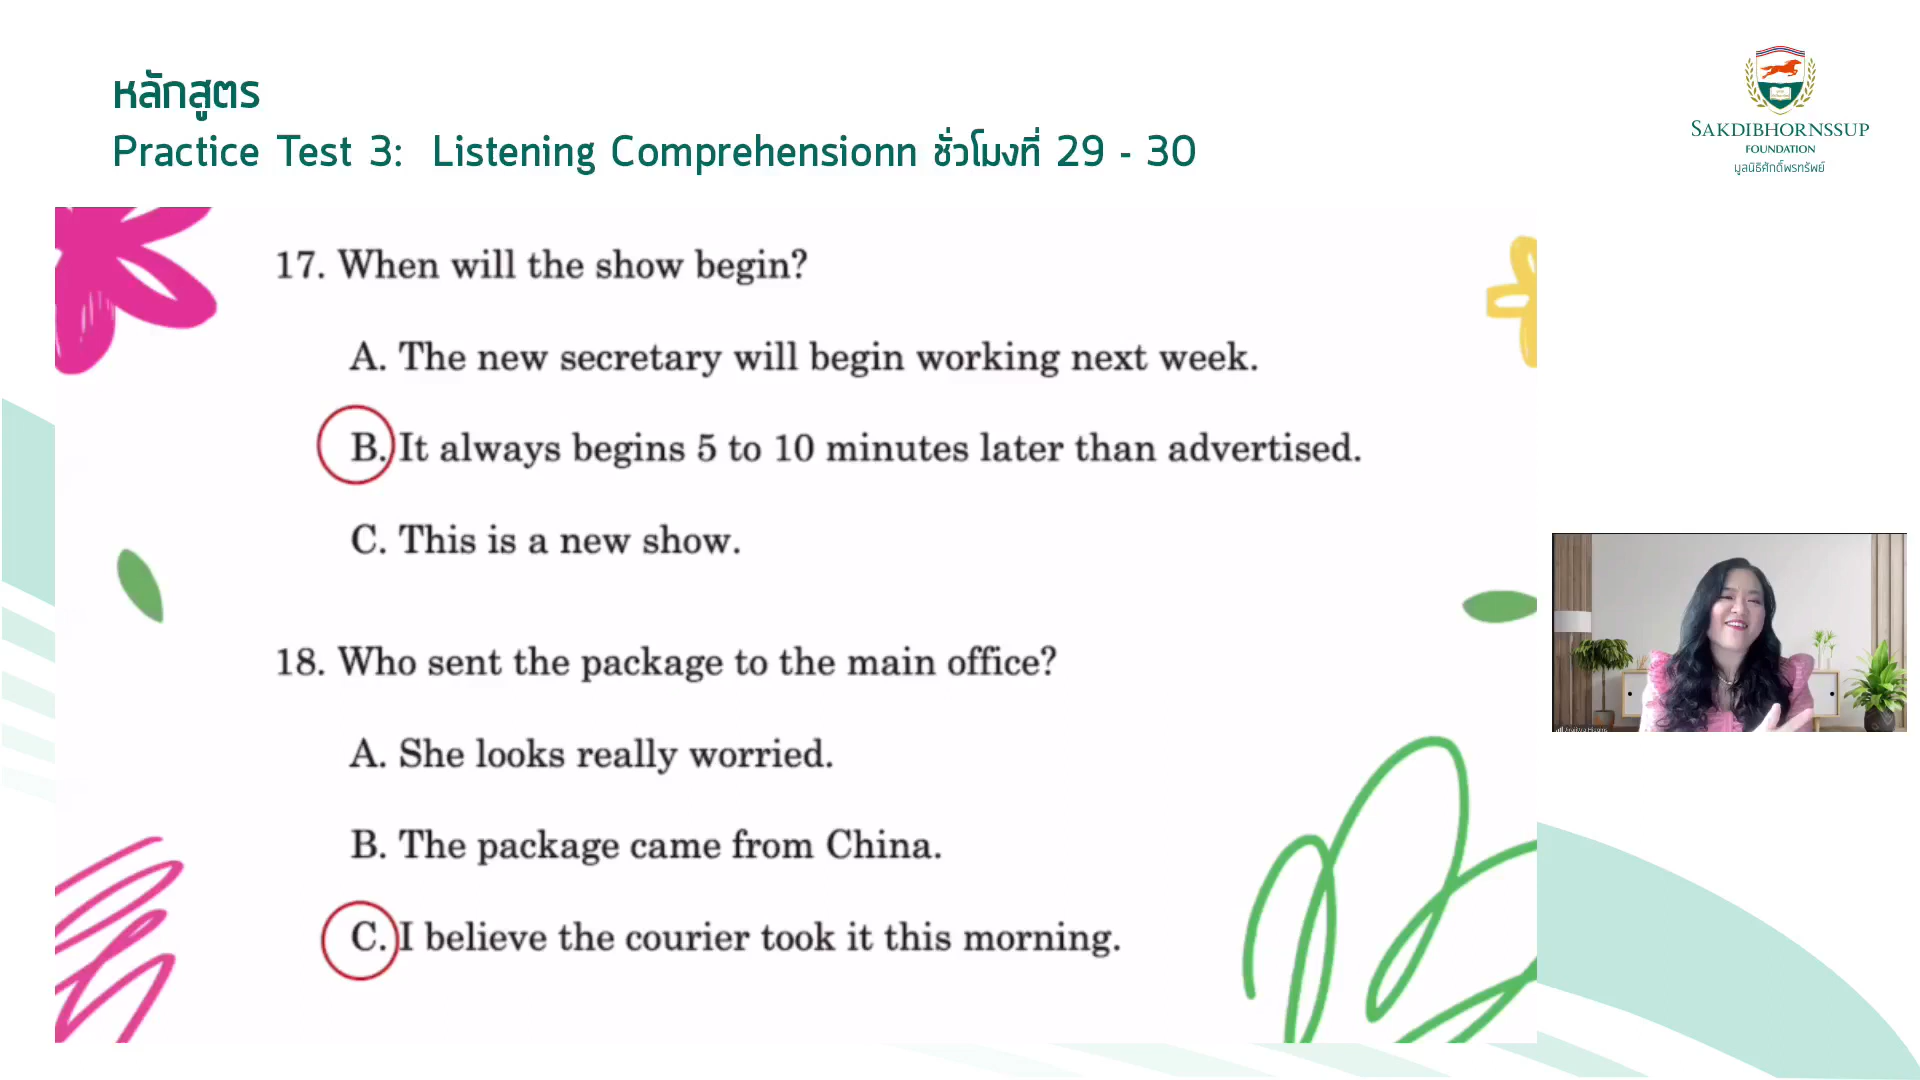 หลักสูตร
Practice Test 3: Listening Comprehensionn ชั่วโมงที่ 29 - 30
SAKDIBHORNSSUP
FOUNDATION
มูลนิธิศักดิ์พรทรัพย์
17. When will the show begin?
A. The new secretary will begin working next week.
B. It always begins 5 to 10 minutes later than advertised.
C. This is a new show.
18. Who sent the package to the main office?
A. She looks really worried.
B. The package came from China.
C. I believe the courier took it this morning.